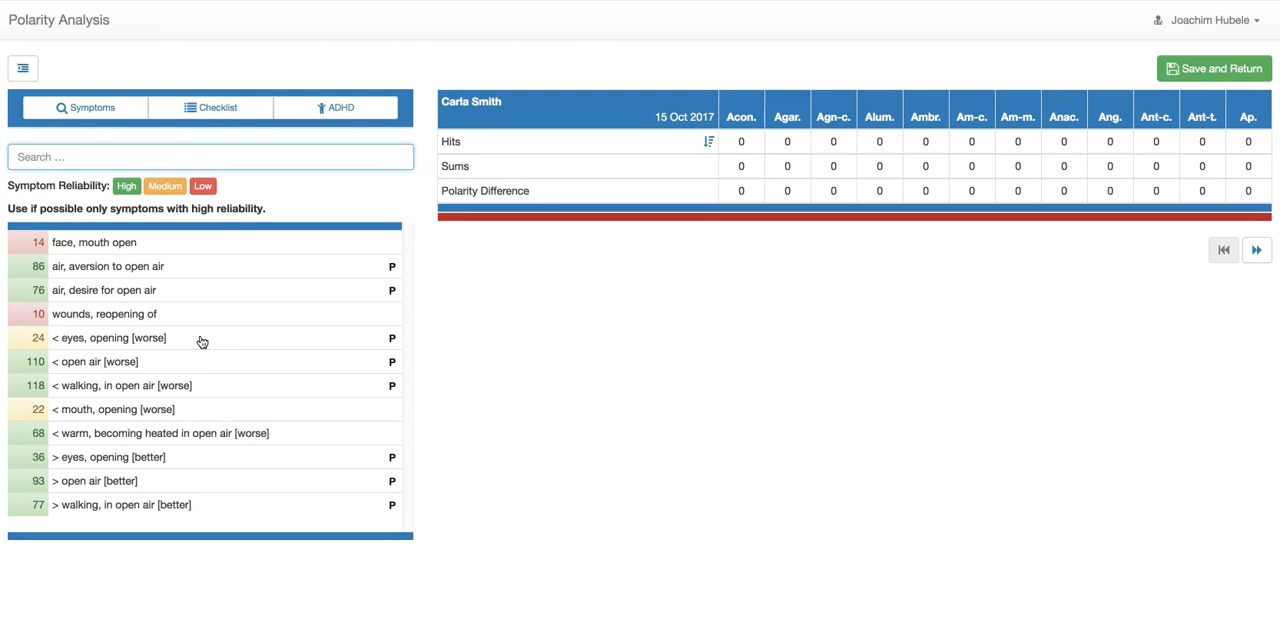 Polarity Analysis
Joachim Hubele
Save and Return
Symptoms Checklist ADHD
Search ...
Symptom Reliability: High Medium Low
Use if possible only symptoms with high reliability.
14 face, mouth open
86 air, aversion to open air P
76 air, desire for open air P
10 wounds, reopening of
24 < eyes, opening [worse] P
110 < open air [worse] P
118 < walking, in open air [worse] P
22 < mouth, opening [worse]
68 < warm, becoming heated in open air [worse]
36 > eyes, opening [better] P
93 > open air [better] P
77 > walking, in open air [better] P
Carla Smith
15 Oct 2017 Acon. Agar. Agn-c. Alum. Ambr. Am-c. Am-m. Anac. Ang. Ant-c. Ant-t. Ap.
Hits 0 0 0 0 0 0 0 0 0 0 0 0
Sums 0 0 0 0 0 0 0 0 0 0 0 0
Polarity Difference 0 0 0 0 0 0 0 0 0 0 0 0